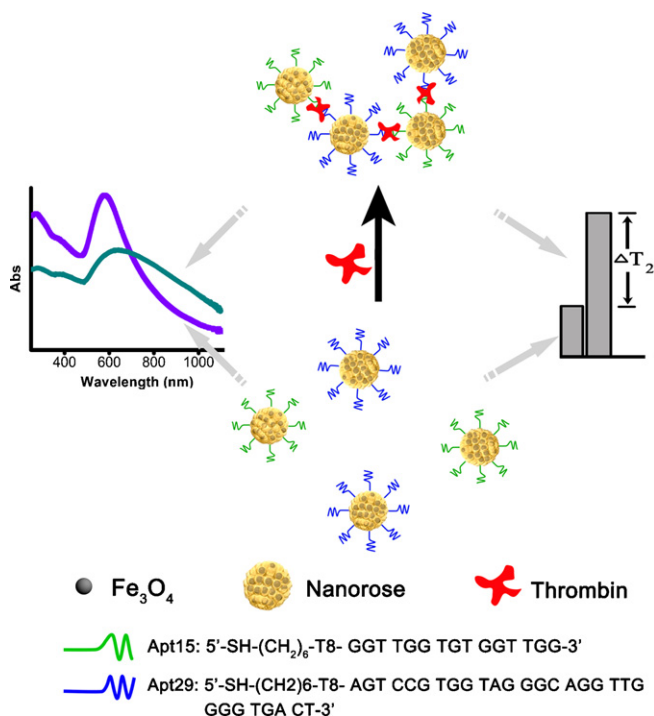 ΔT₂
Abs
400 600 800 1000
Wavelength (nm)
Fe₃O₄ Nanorose Thrombin
Apt15: 5'-SH-(CH₂)₆-T8- GGT TGG TGT GGT TGG-3'
Apt29: 5'-SH-(CH2)6-T8- AGT CCG TGG TAG GGC AGG TTG
GGG TGA CT-3'